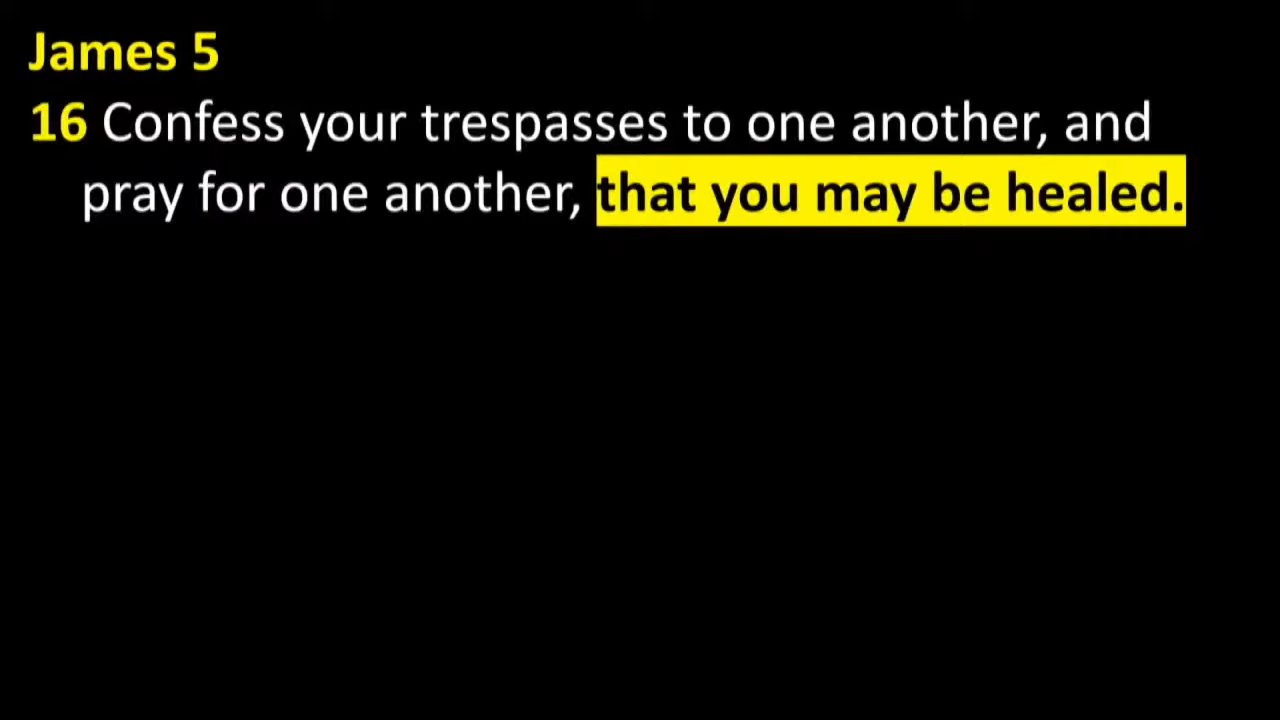 James 5
16 Confess your trespasses to one another, and
pray for one another, that you may be healed.